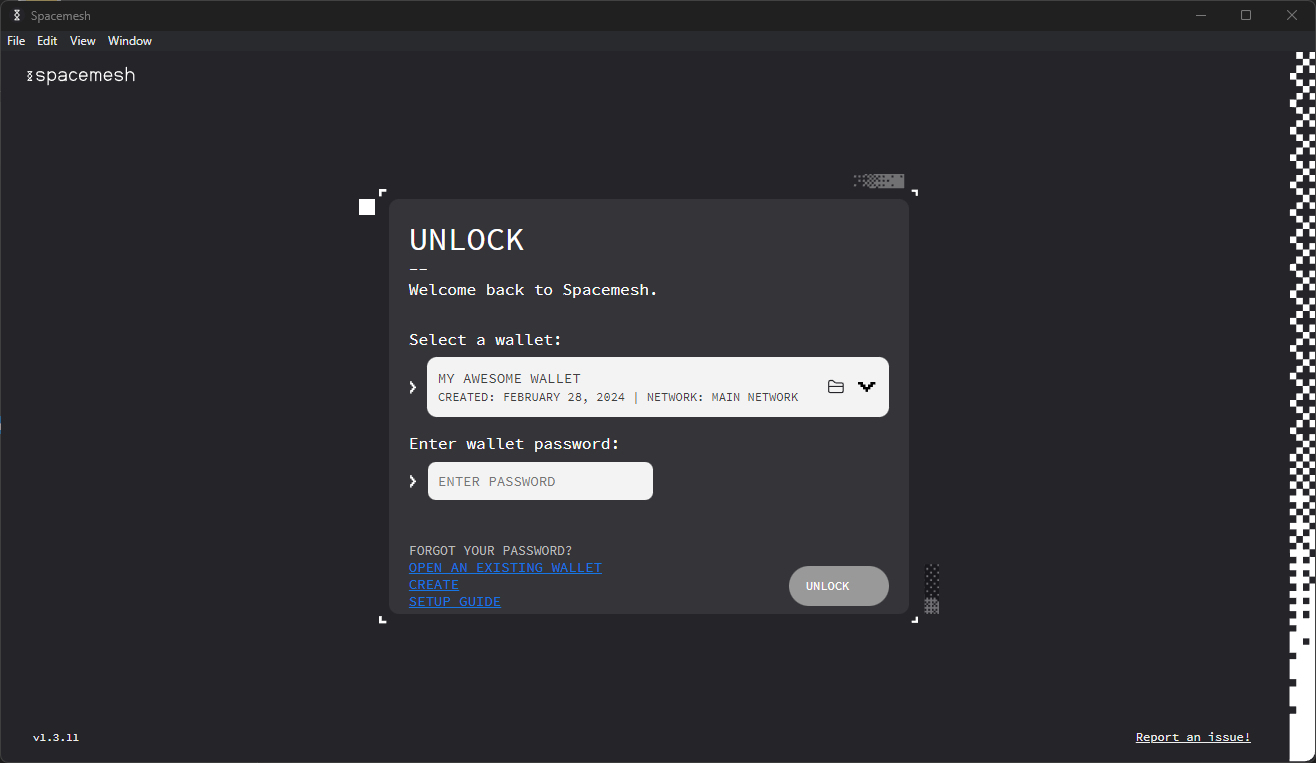 Spacemesh
File Edit View Window
spacemesh
UNLOCK
--
Welcome back to Spacemesh.
Select a wallet:
MY AWESOME WALLET
CREATED: FEBRUARY 28, 2024 | NETWORK: MAIN NETWORK
Enter wallet password:
ENTER PASSWORD
FORGOT YOUR PASSWORD?
OPEN AN EXISTING WALLET
CREATE
SETUP GUIDE
UNLOCK
v1.3.11
Report an issue!